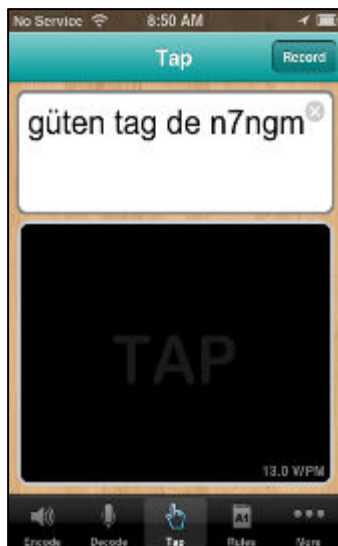 No Service 8:50 AM
Tap Record
güten tag de n7ngm
TAP
13.0 WPM
A1
Encode Decode Tap Rules More